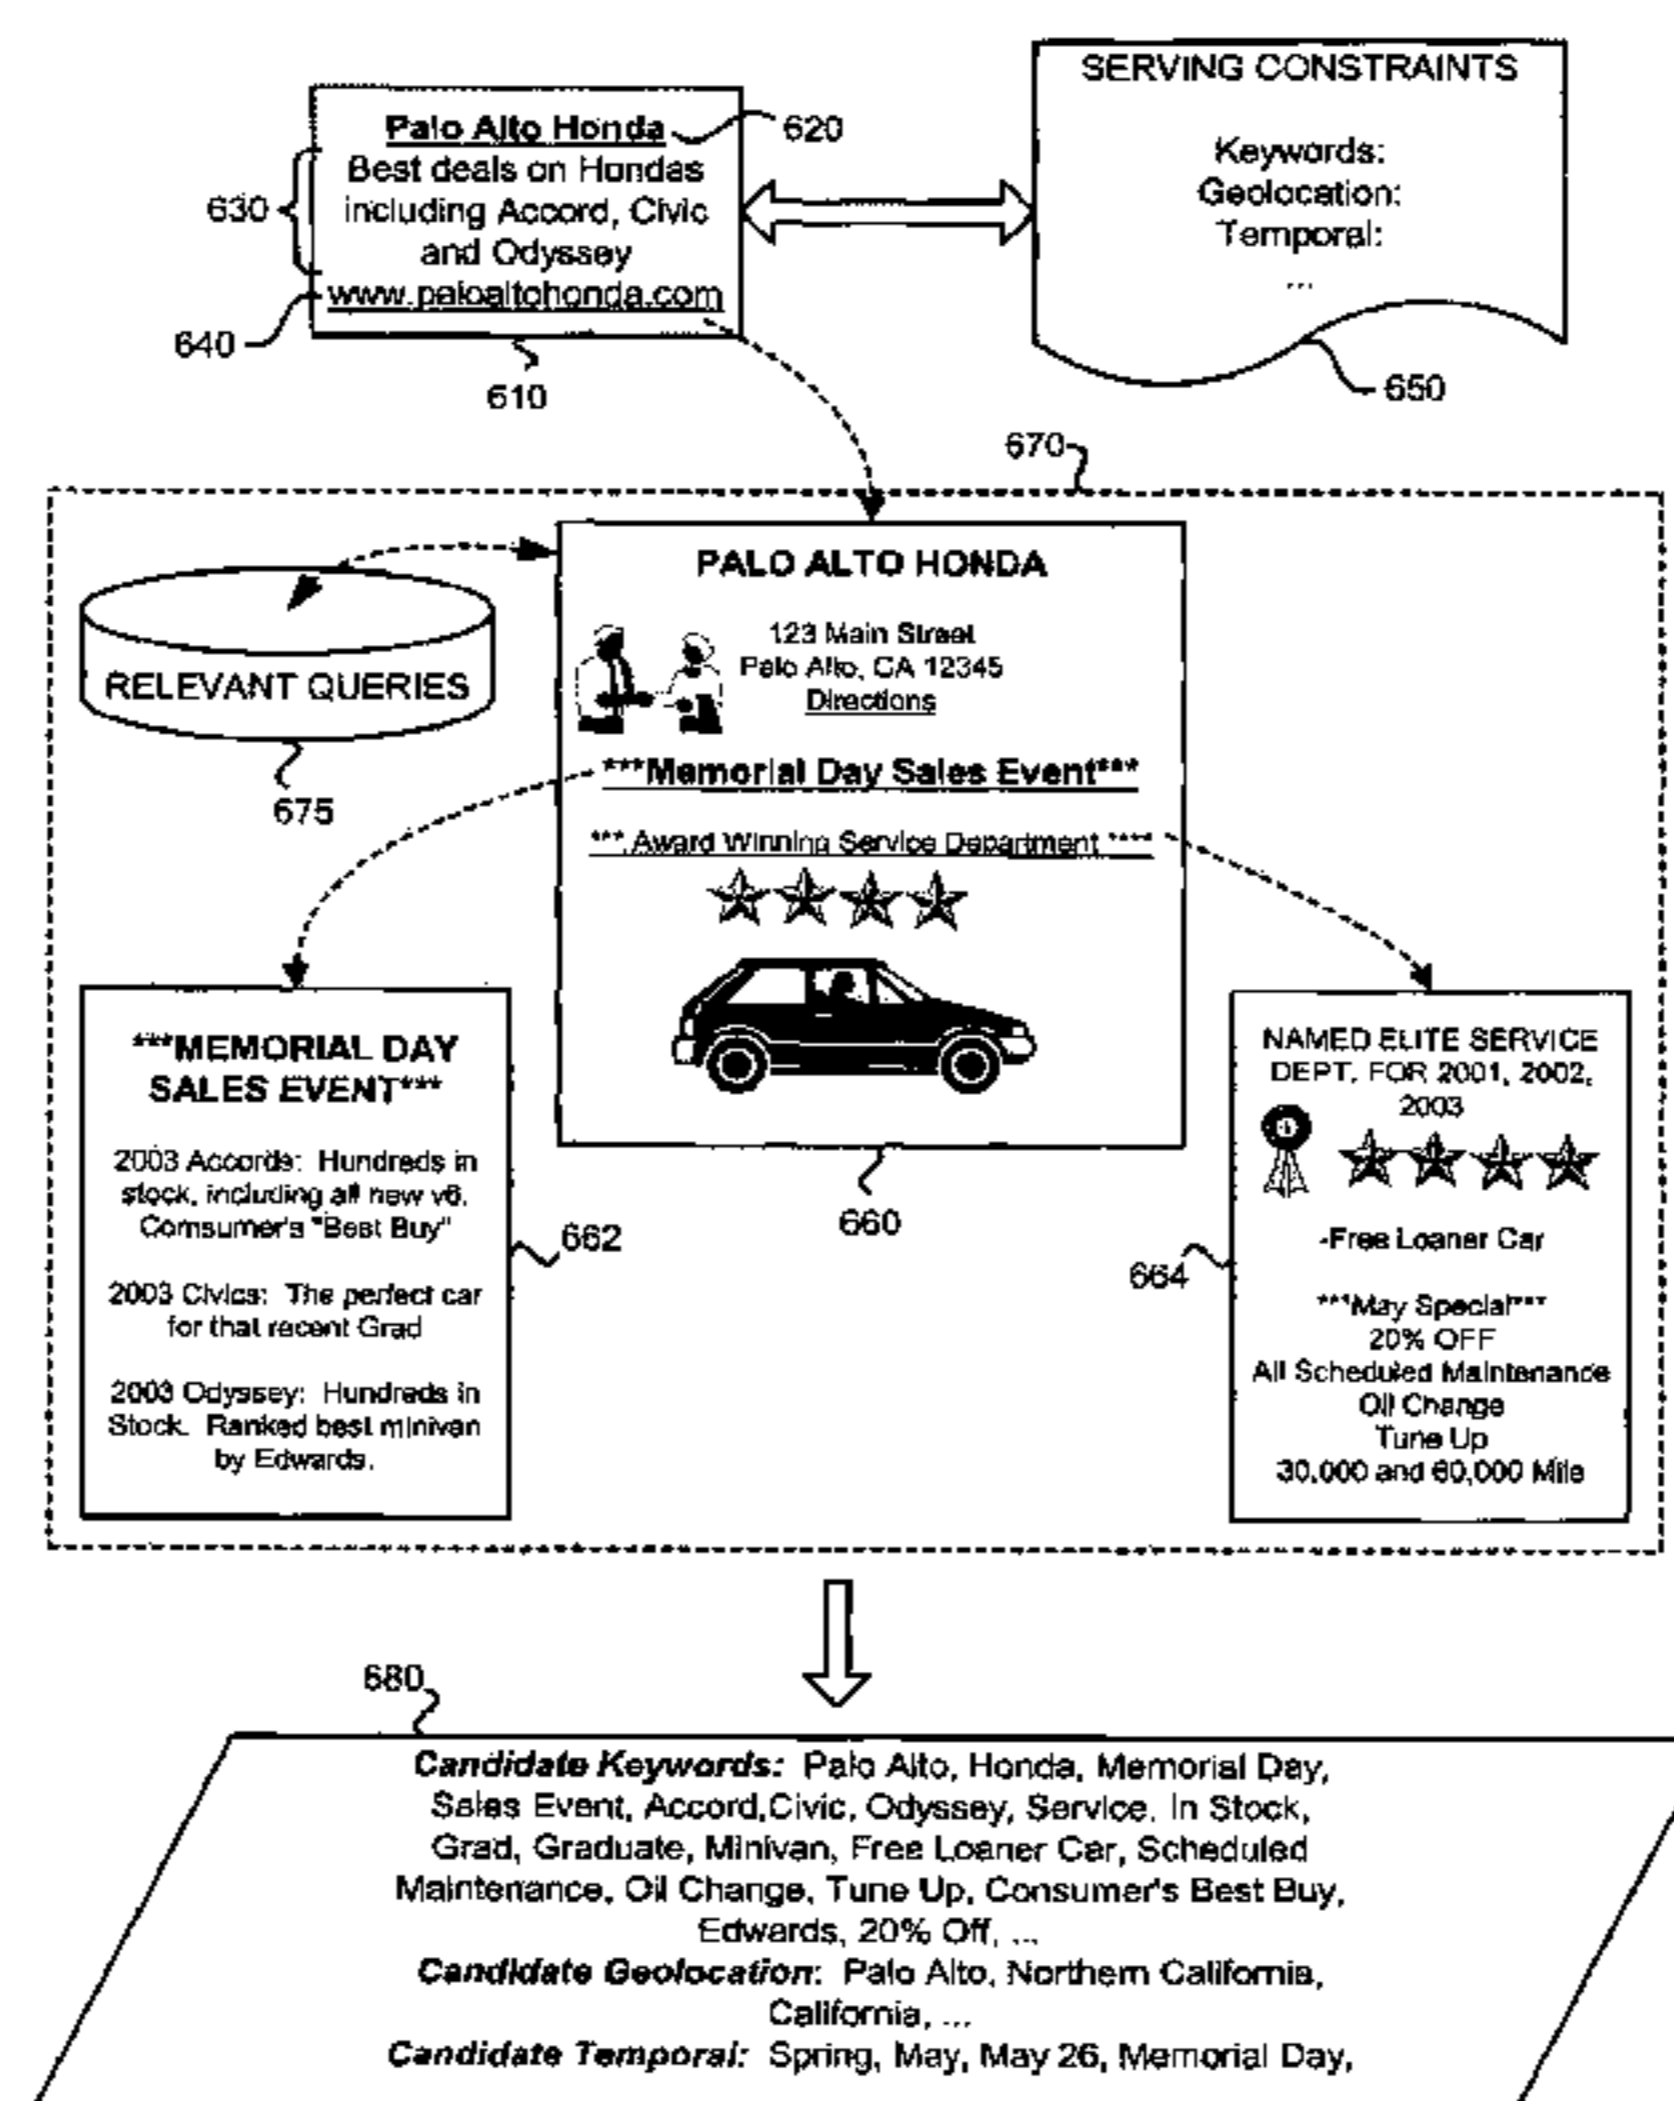 SERVING CONSTRAINTS
Keywords:
Geolocation:
Temporal:
...
650
Palo Alto Honda
620
Best deals on Hondas
including Accord, Civic
and Odyssey
630
www.paloaltohonda.com
640
610
670
RELEVANT QUERIES
675
PALO ALTO HONDA
123 Main Street
Palo Alto, CA 12345
Directions
***Memorial Day Sales Event***
*** Award Winning Service Department ****
660
***MEMORIAL DAY
SALES EVENT***
2003 Accords: Hundreds in
stock, including all new v6.
Comsumer's "Best Buy"
2003 Civics: The perfect car
for that recent Grad
2003 Odyssey: Hundreds in
Stock. Ranked best minivan
by Edwards.
662
NAMED ELITE SERVICE
DEPT. FOR 2001, 2002,
2003
-Free Loaner Car
***May Special***
20% OFF
All Scheduled Maintenance
Oil Change
Tune Up
30,000 and 60,000 Mile
664
680
Candidate Keywords: Palo Alto, Honda, Memorial Day,
Sales Event, Accord,Civic, Odyssey, Service, In Stock,
Grad, Graduate, Minivan, Free Loaner Car, Scheduled
Maintenance, Oil Change, Tune Up, Consumer's Best Buy,
Edwards, 20% Off, ...
Candidate Geolocation: Palo Alto, Northern California,
California, ...
Candidate Temporal: Spring, May, May 26, Memorial Day,